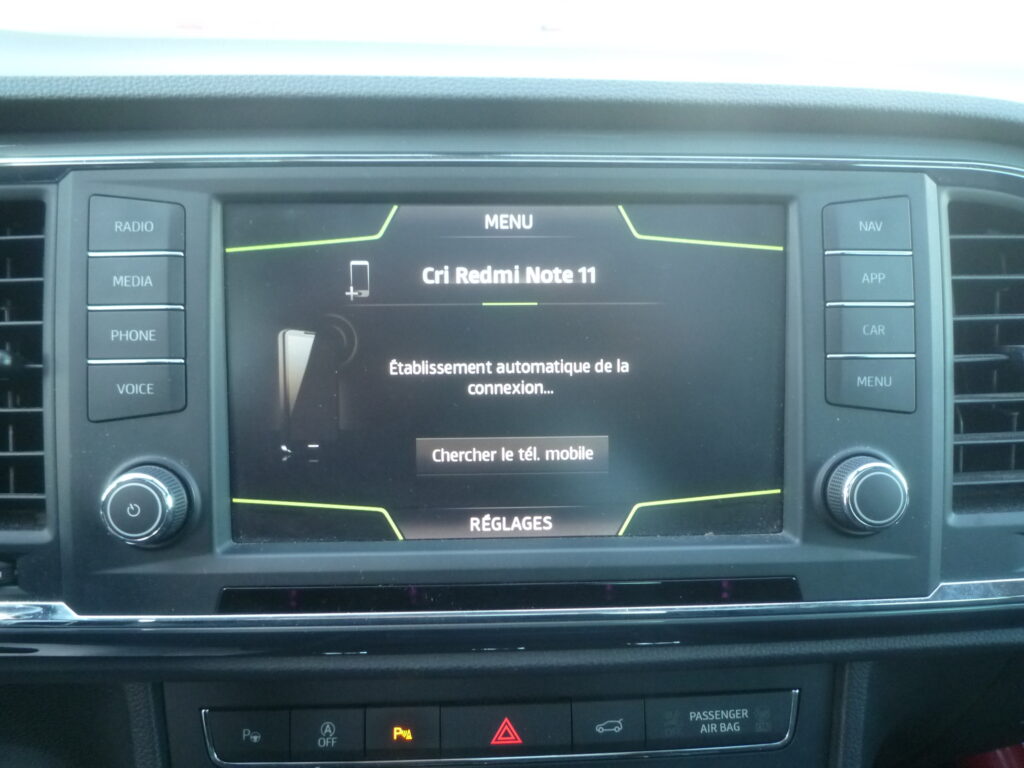 RADIO
MEDIA
PHONE
VOICE
MENU
Cri Redmi Note 11
Établissement automatique de la
connexion...
Chercher le tél. mobile
RÉGLAGES
NAV
APP
CAR
MENU
P
A
OFF
P
PASSENGER
AIR BAG